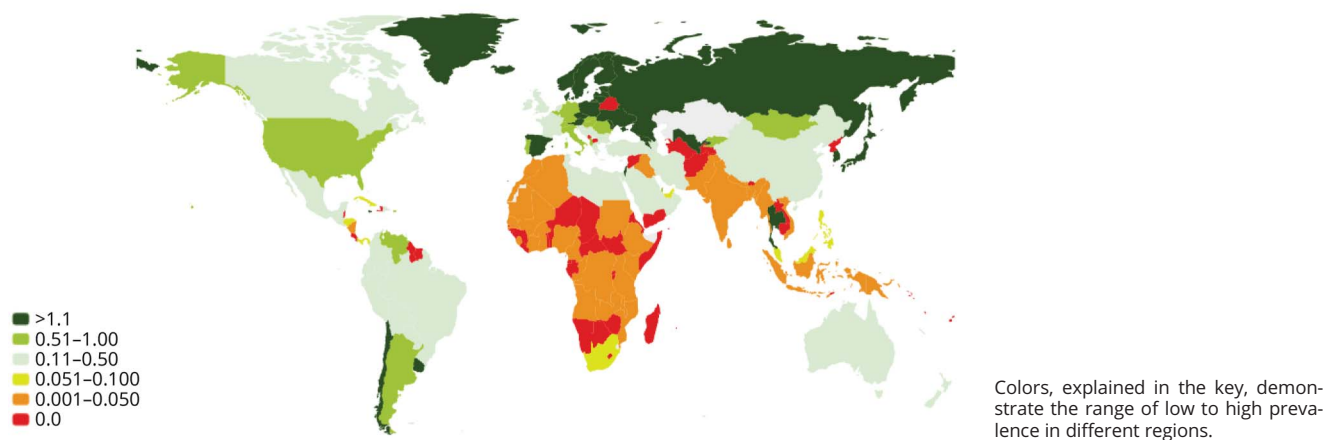 >1.1
0.51–1.00
0.11–0.50
0.051–0.100
0.001–0.050
0.0
Colors, explained in the key, demon-
strate the range of low to high preva-
lence in different regions.